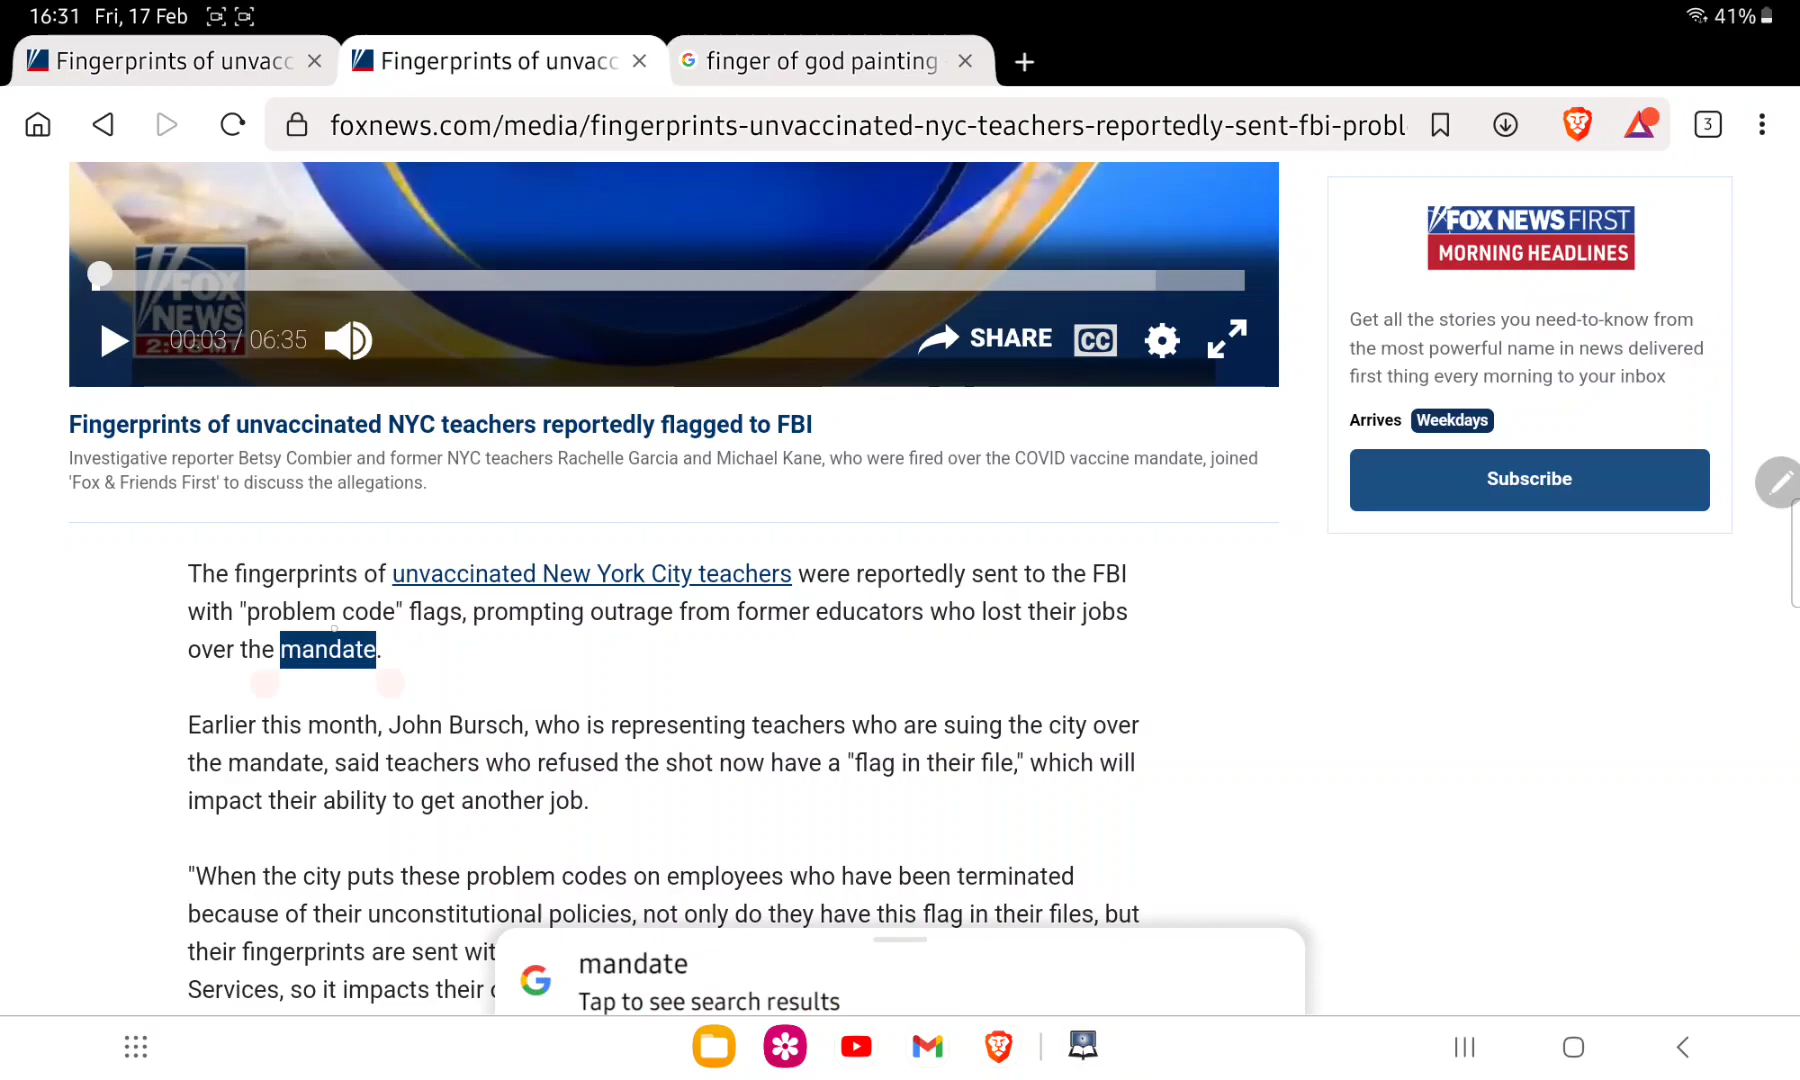 16:31 Fri, 17 Feb
41%
Fingerprints of unvacc
Fingerprints of unvacc
finger of god painting
foxnews.com/media/fingerprints-unvaccinated-nyc-teachers-reportedly-sent-fbi-probl
3
FOX
NEWS
00:03 / 06:35
SHARE
CC
Fingerprints of unvaccinated NYC teachers reportedly flagged to FBI
Investigative reporter Betsy Combier and former NYC teachers Rachelle Garcia and Michael Kane, who were fired over the COVID vaccine mandate, joined
'Fox & Friends First' to discuss the allegations.
The fingerprints of unvaccinated New York City teachers were reportedly sent to the FBI
with "problem code" flags, prompting outrage from former educators who lost their jobs
over the mandate.
Earlier this month, John Bursch, who is representing teachers who are suing the city over
the mandate, said teachers who refused the shot now have a "flag in their file," which will
impact their ability to get another job.
"When the city puts these problem codes on employees who have been terminated
because of their unconstitutional policies, not only do they have this flag in their files, but
their fingerprints are sent wit
Services, so it impacts their
mandate
Tap to see search results
FOX NEWS FIRST
MORNING HEADLINES
Get all the stories you need-to-know from
the most powerful name in news delivered
first thing every morning to your inbox
Arrives Weekdays
Subscribe